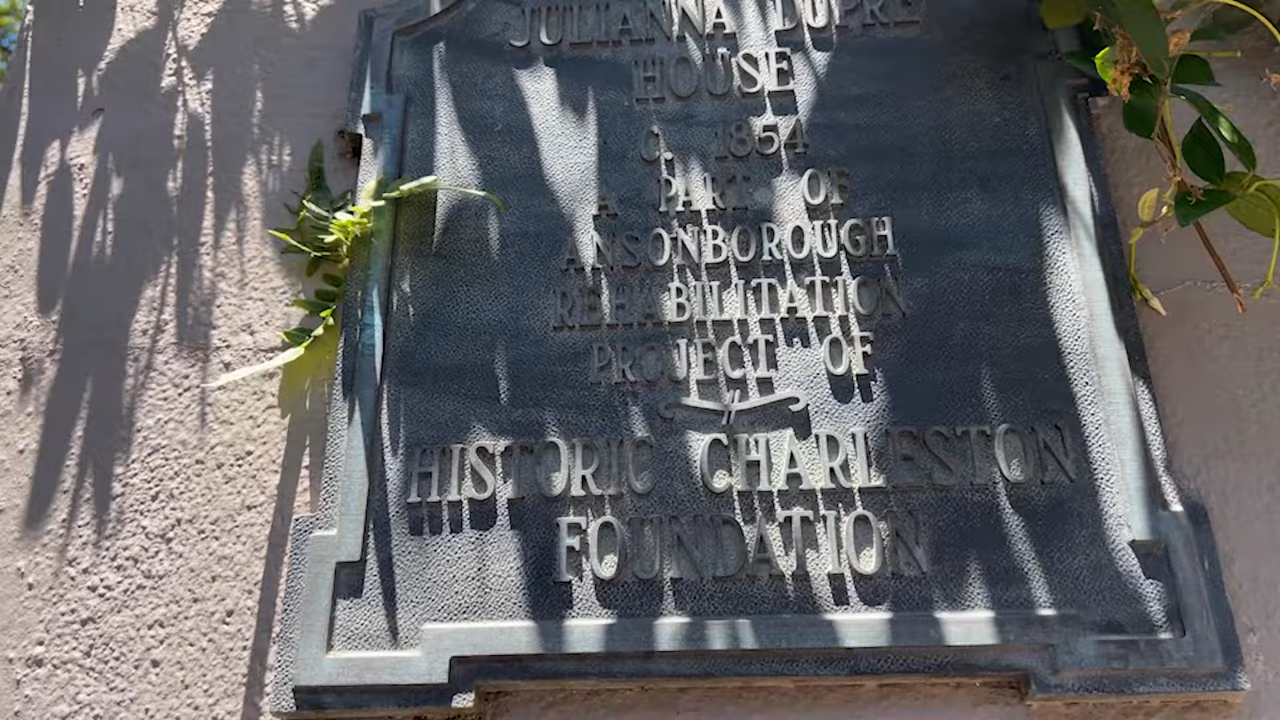 JULIANNA DUPRE
HOUSE
C. 1854
A PART OF
ANSONBOROUGH
REHABILITATION
PROJECT OF
HISTORIC CHARLESTON
FOUNDATION